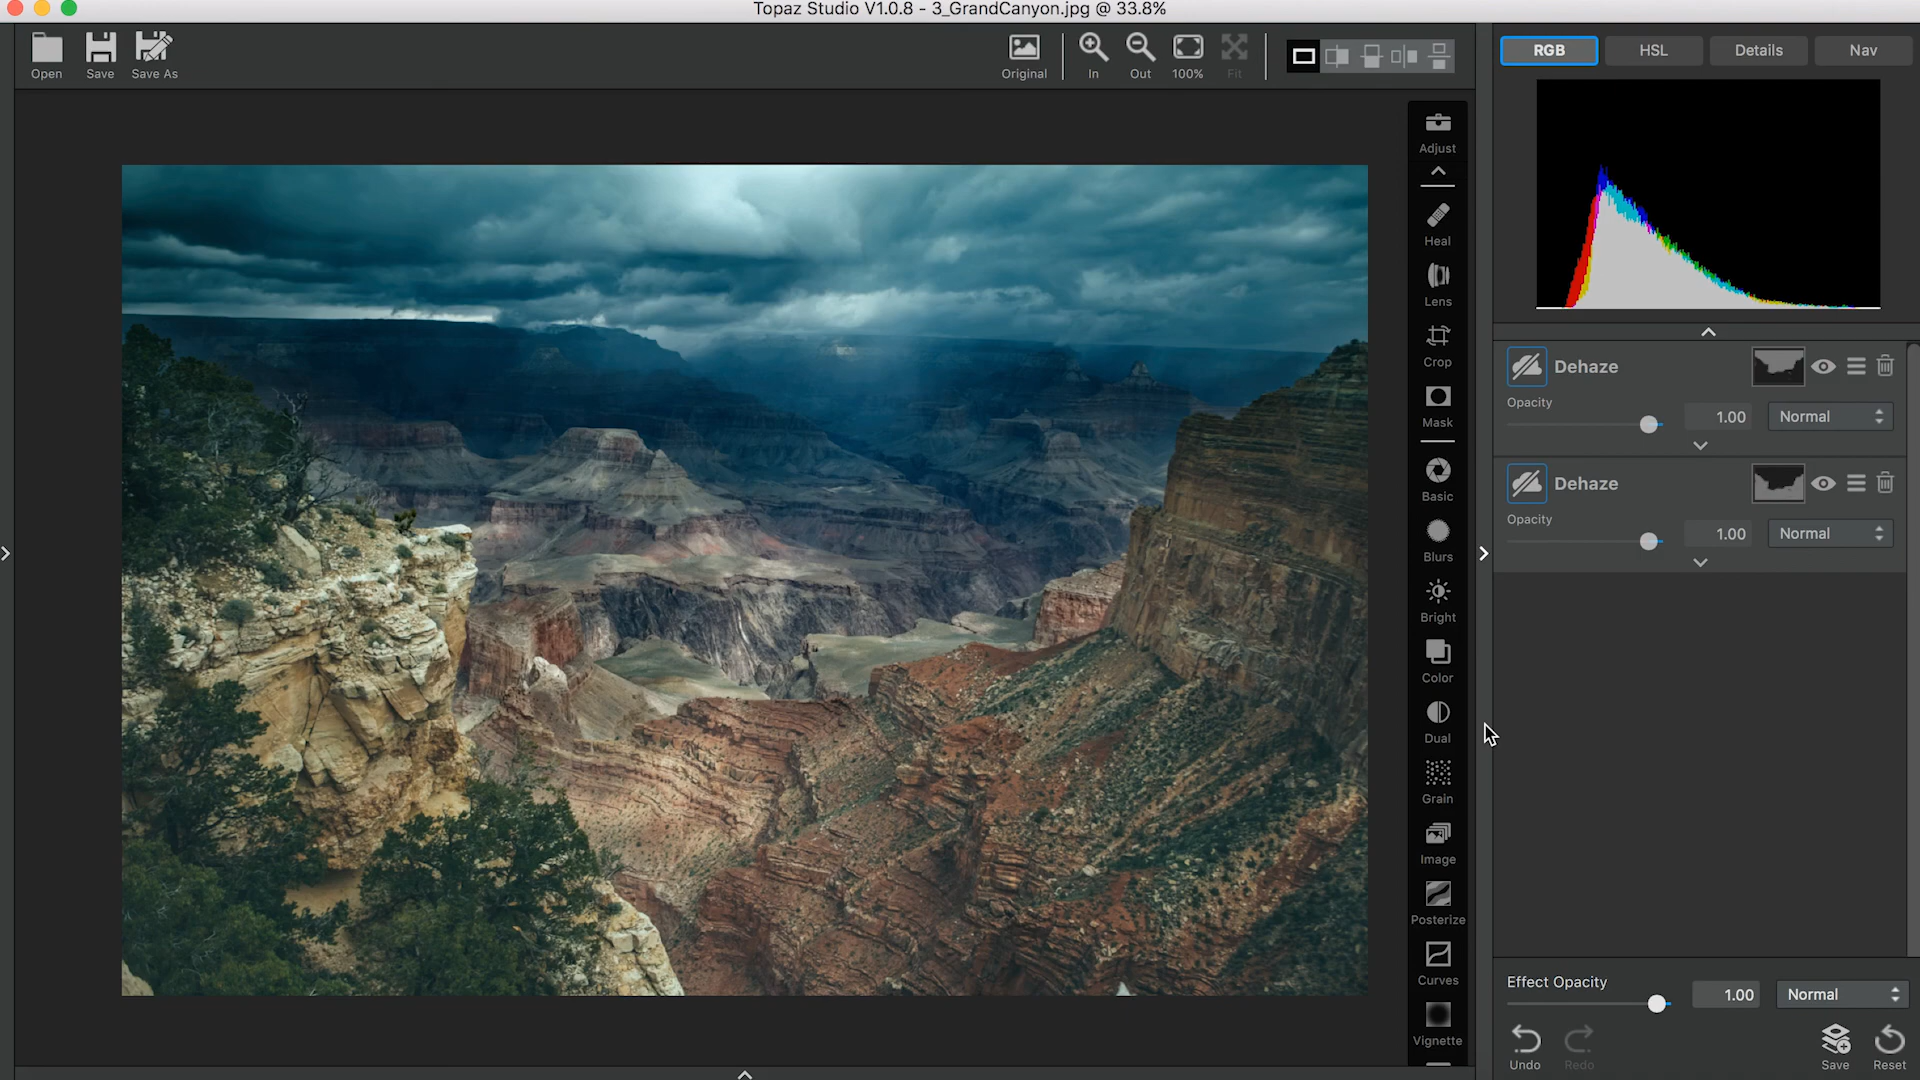 Topaz Studio V1.0.8 - 3_GrandCanyon.jpg @ 33.8%
Open
Save
Save As
Original
In
Out
100%
Fit
RGB
HSL
Details
Nav
Adjust
Heal
Lens
Crop
Mask
Basic
Blurs
Bright
Color
Dual
Grain
Image
Posterize
Curves
Vignette
Dehaze
Opacity
1.00
Normal
Dehaze
Opacity
1.00
Normal
Effect Opacity
1.00
Normal
Undo
Redo
Save
Reset